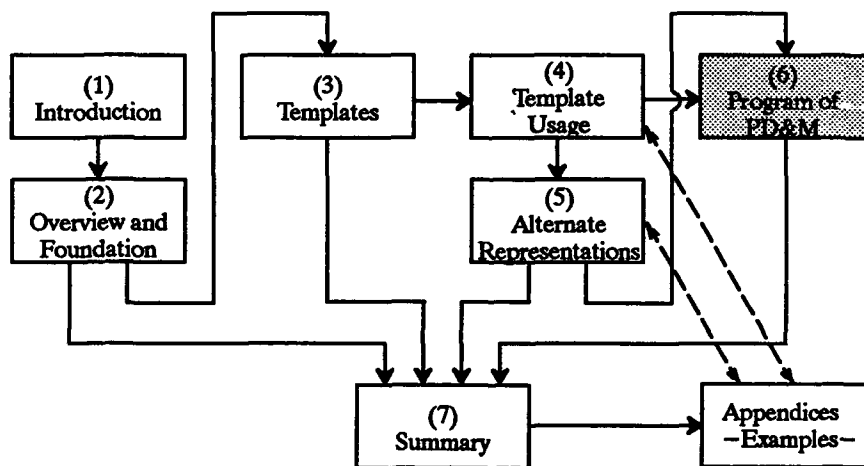 (1)
Introduction
(2)
Overview and
Foundation
(3)
Templates
(4)
Template
Usage
(5)
Alternate
Representations
(6)
Program of
PD&M
(7)
Summary
Appendices
–Examples–